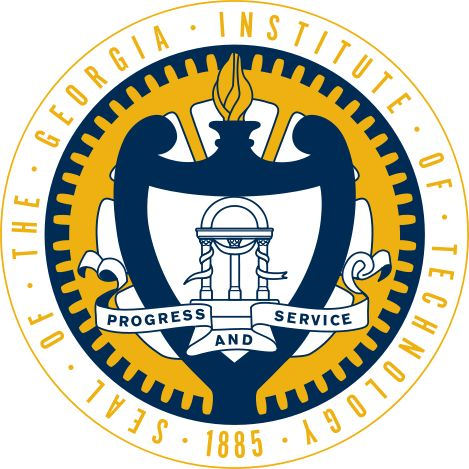 SEAL · OF · THE · GEORGIA · INSTITUTE · OF · TECHNOLOGY ·
PROGRESS
AND
SERVICE
· 1885 ·